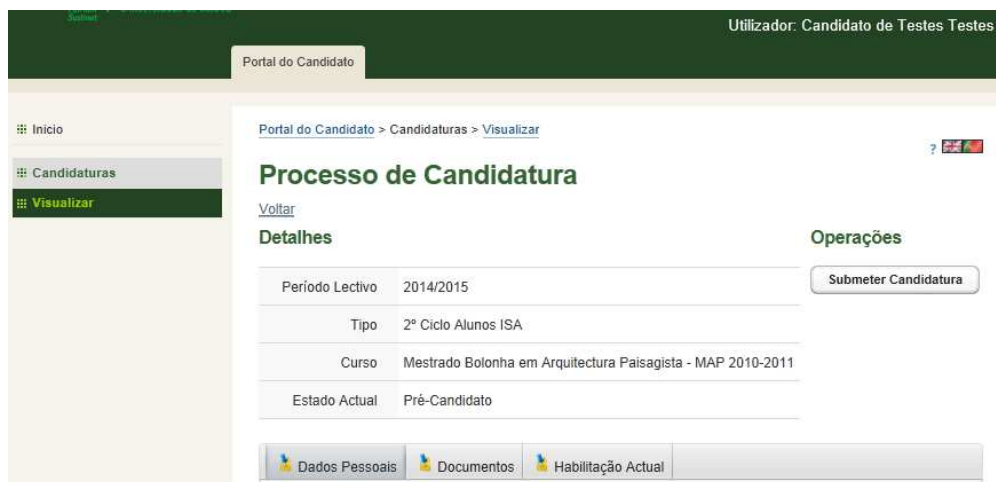 Utilizador: Candidato de Testes Testes
Portal do Candidato
Inicio
Candidaturas
Visualizar
Portal do Candidato > Candidaturas > Visualizar
?
Processo de Candidatura
Voltar
Detalhes
Operações
Submeter Candidatura
Período Lectivo 2014/2015
Tipo 2º Ciclo Alunos ISA
Curso Mestrado Bolonha em Arquitectura Paisagista - MAP 2010-2011
Estado Actual Pré-Candidato
Dados Pessoais Documentos Habilitação Actual